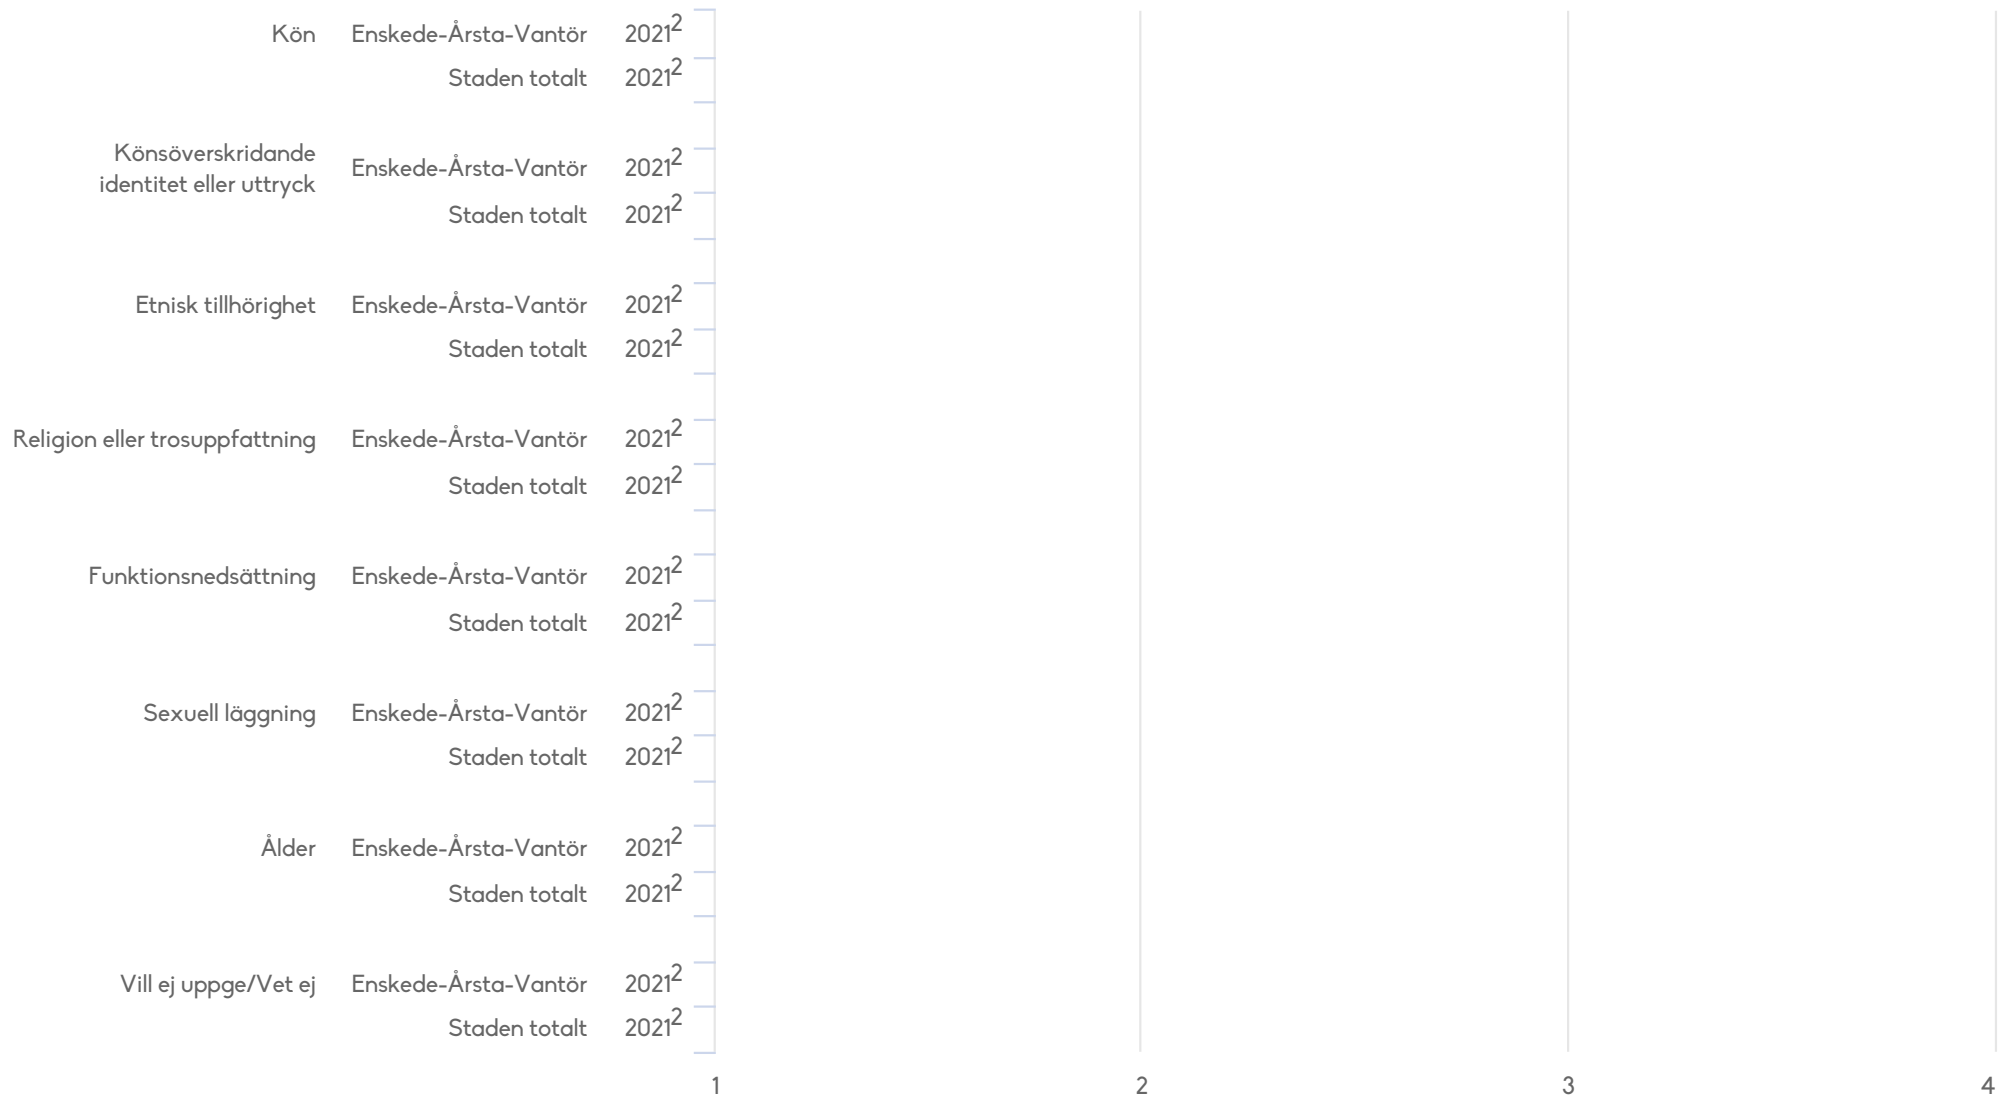 Kön Enskede-Årsta-Vantör 2021²
Staden totalt 2021²
Könsöverskridande
identitet eller uttryck Enskede-Årsta-Vantör 2021²
Staden totalt 2021²
Etnisk tillhörighet Enskede-Årsta-Vantör 2021²
Staden totalt 2021²
Religion eller trosuppfattning Enskede-Årsta-Vantör 2021²
Staden totalt 2021²
Funktionsnedsättning Enskede-Årsta-Vantör 2021²
Staden totalt 2021²
Sexuell läggning Enskede-Årsta-Vantör 2021²
Staden totalt 2021²
Ålder Enskede-Årsta-Vantör 2021²
Staden totalt 2021²
Vill ej uppge/Vet ej Enskede-Årsta-Vantör 2021²
Staden totalt 2021²
1 2 3 4